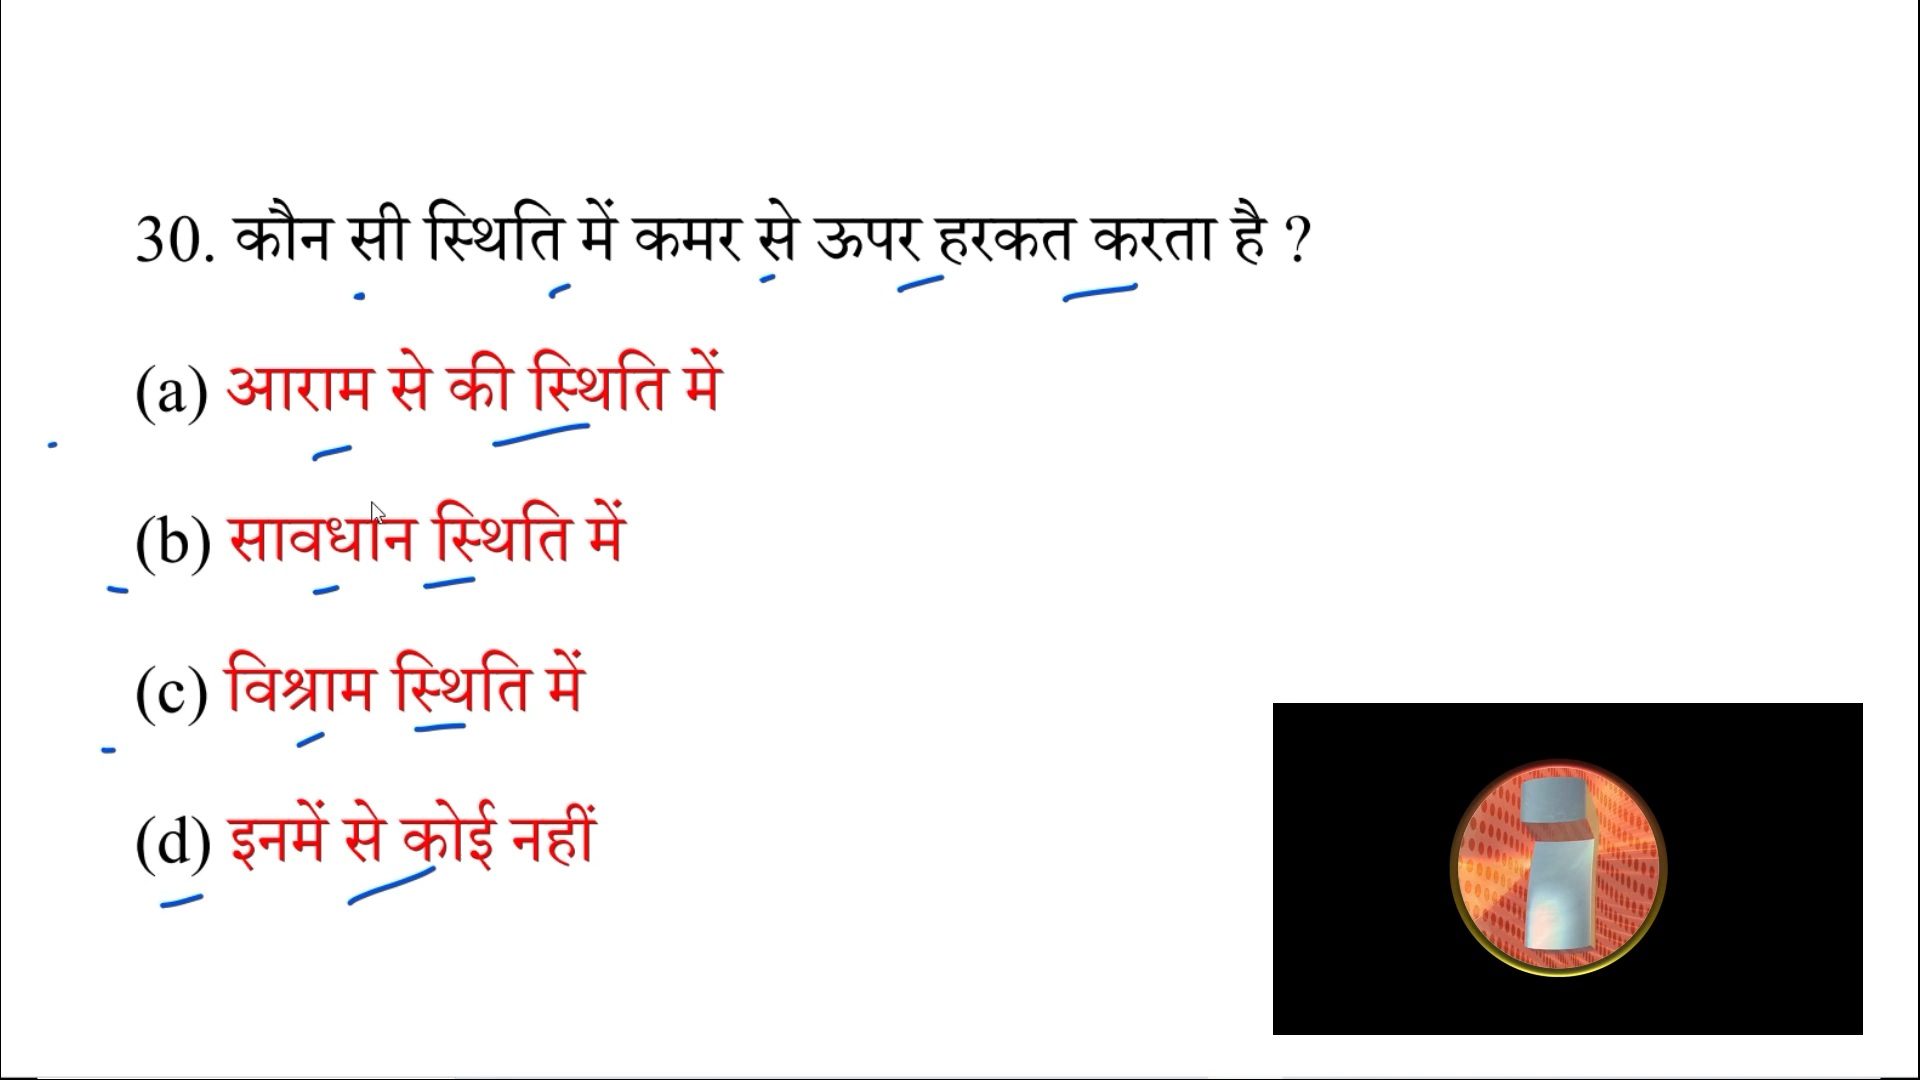 30. कौन सी स्थिति में कमर से ऊपर हरकत करता है ?
(a) आराम से की स्थिति में
(b) सावधान स्थिति में
(c) विश्राम स्थिति में
(d) इनमें से कोई नहीं